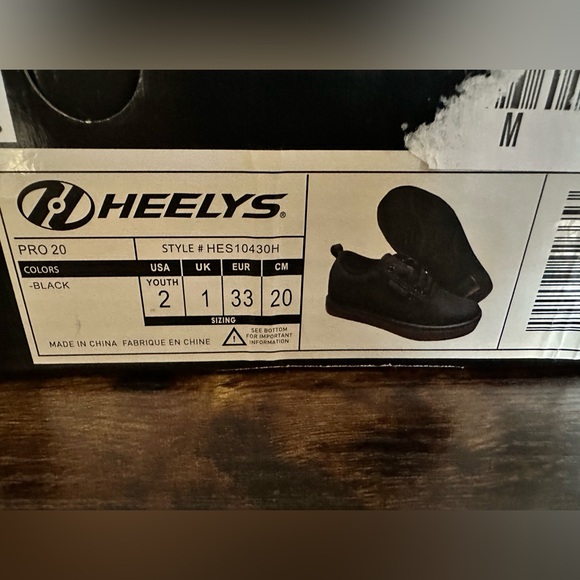 M
HEELYS®
PRO 20
STYLE # HES10430H
COLORS
USA UK EUR CM
-BLACK
YOUTH
2 1 33 20
SIZING
MADE IN CHINA FABRIQUE EN CHINE
SEE BOTTOM
FOR IMPORTANT
INFORMATION